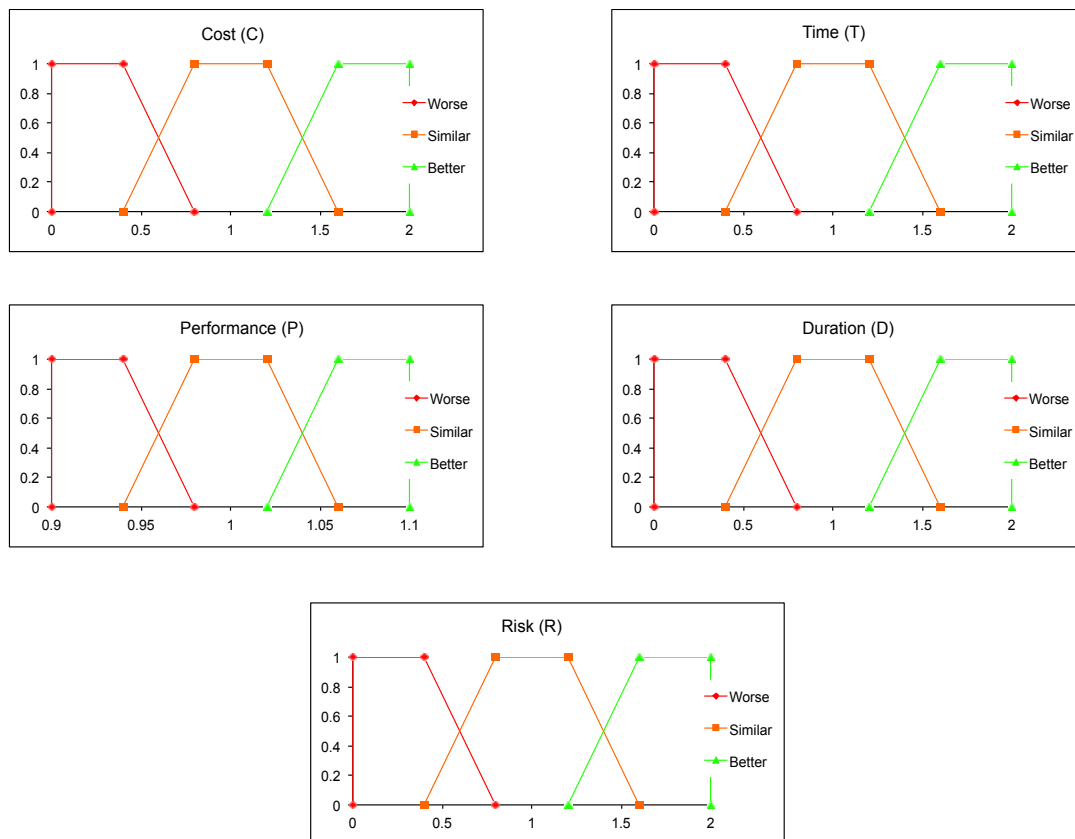 Cost (C)
1
0.8
0.6
0.4
0.2
0
0 0.5 1 1.5 2
Worse
Similar
Better
Time (T)
1
0.8
0.6
0.4
0.2
0
0 0.5 1 1.5 2
Worse
Similar
Better
Performance (P)
1
0.8
0.6
0.4
0.2
0
0.9 0.95 1 1.05 1.1
Worse
Similar
Better
Duration (D)
1
0.8
0.6
0.4
0.2
0
0 0.5 1 1.5 2
Worse
Similar
Better
Risk (R)
1
0.8
0.6
0.4
0.2
0
0 0.5 1 1.5 2
Worse
Similar
Better